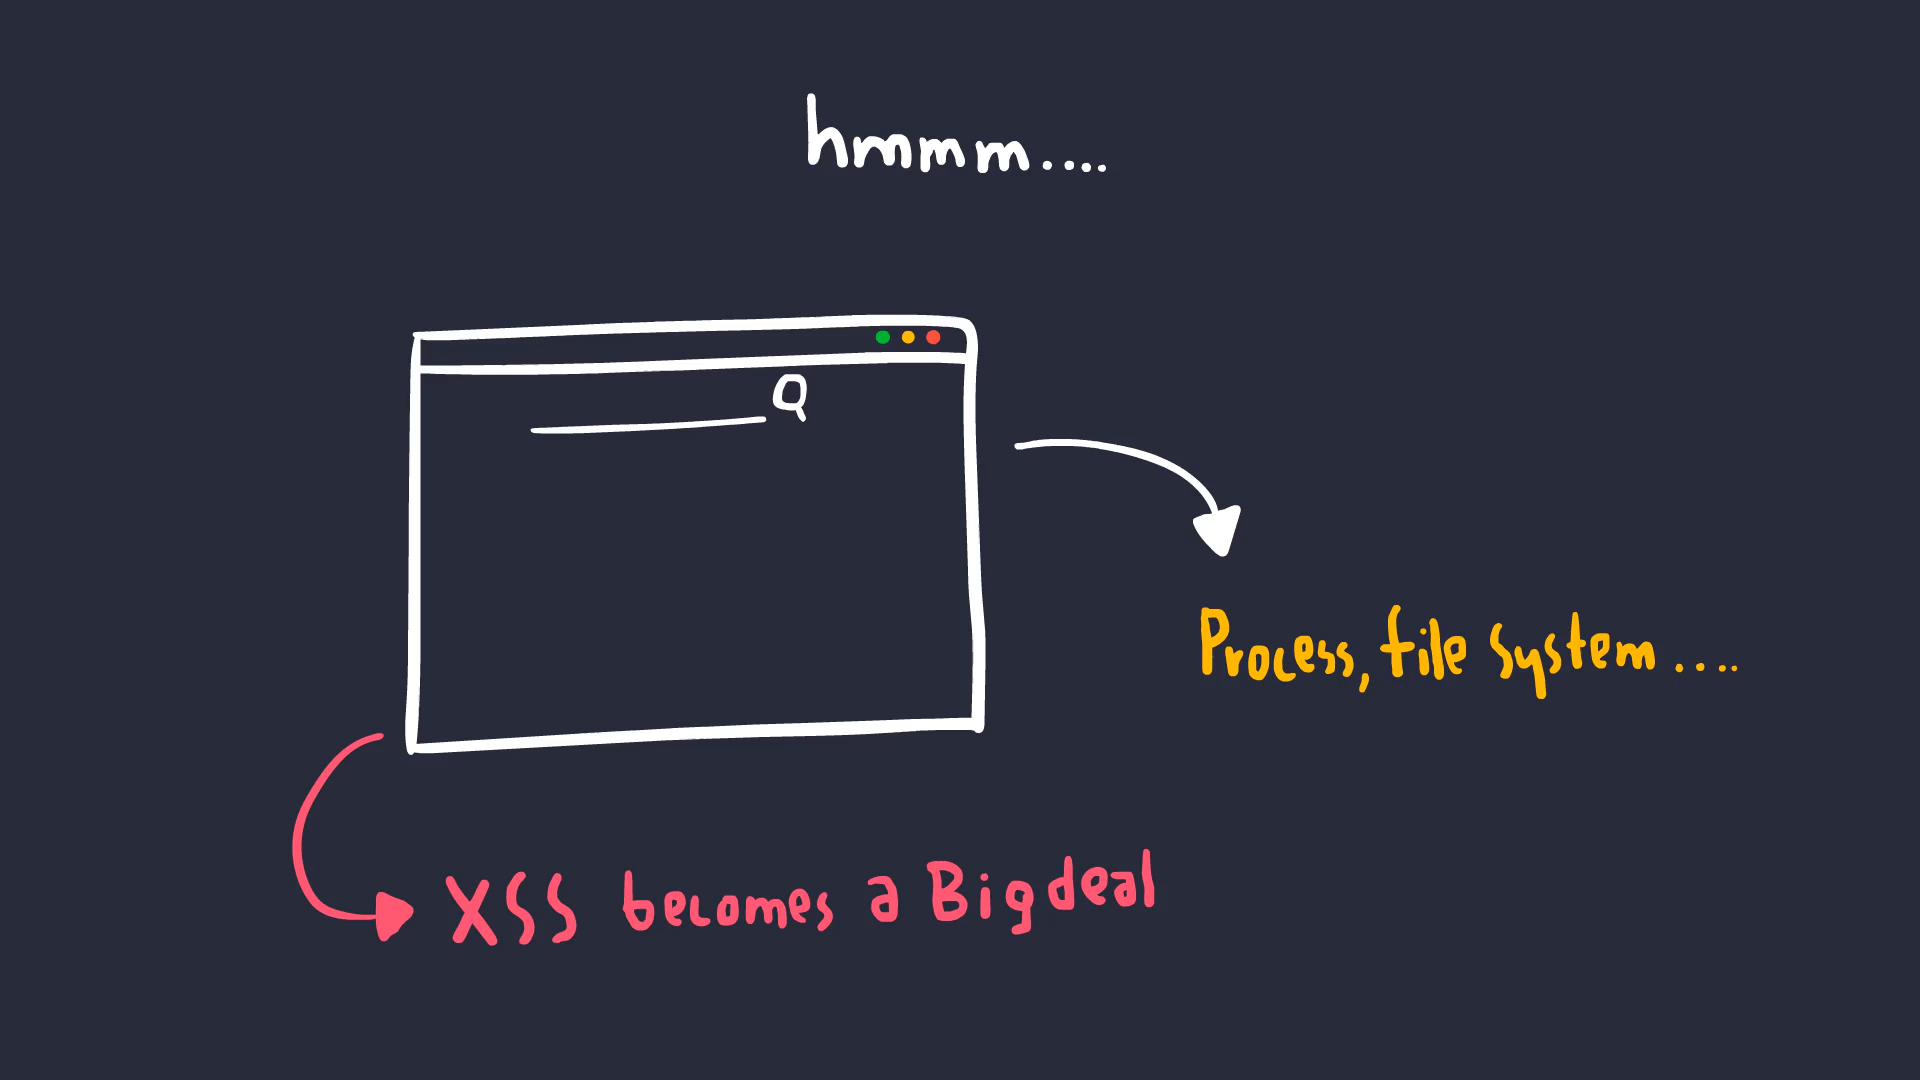 hmmm....
Process, file system....
XSS becomes a Big deal